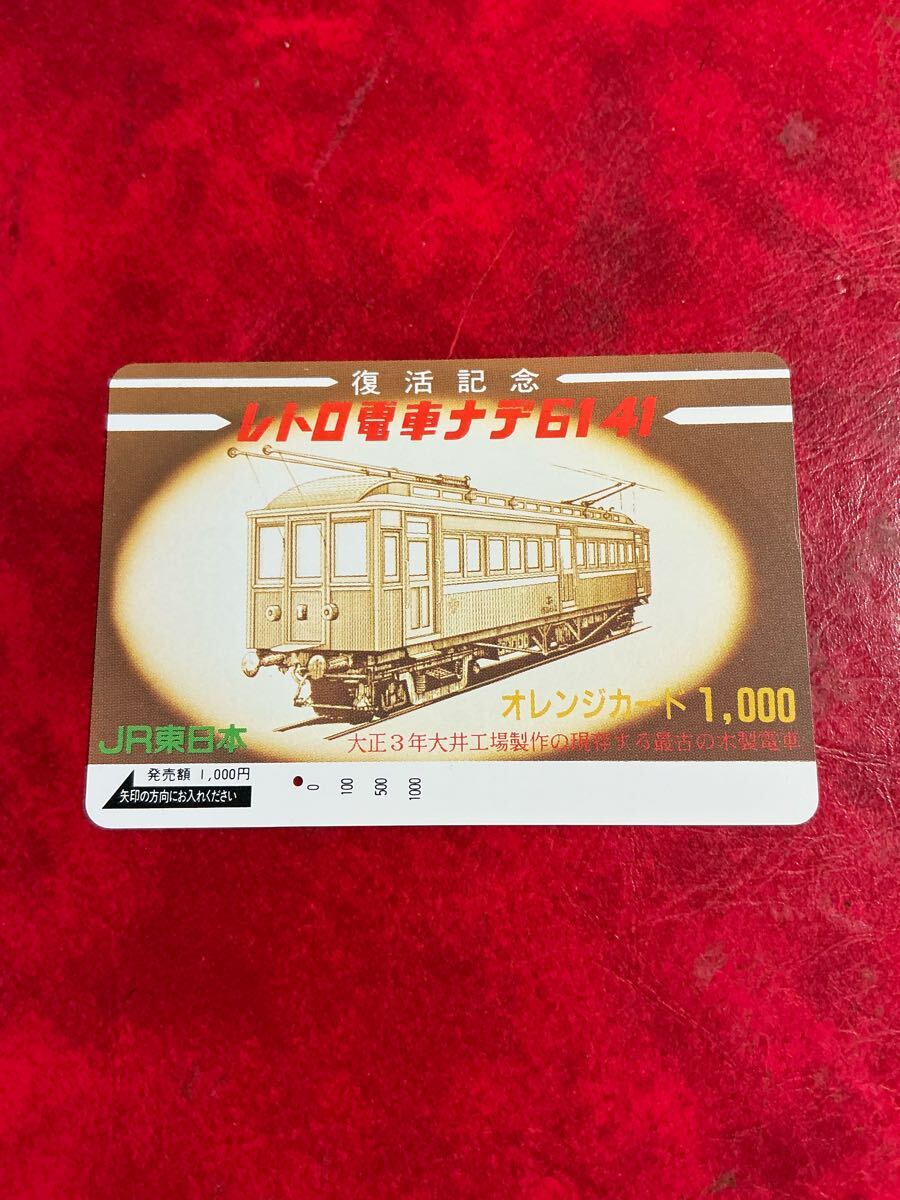 復活記念
レトロ電車ナデ6141
オレンジカード 1,000
JR東日本
大正3年大井工場製作の現存する最古の木製電車
発売額 1,000円
矢印の方向にお入れください
0 100 500 1000